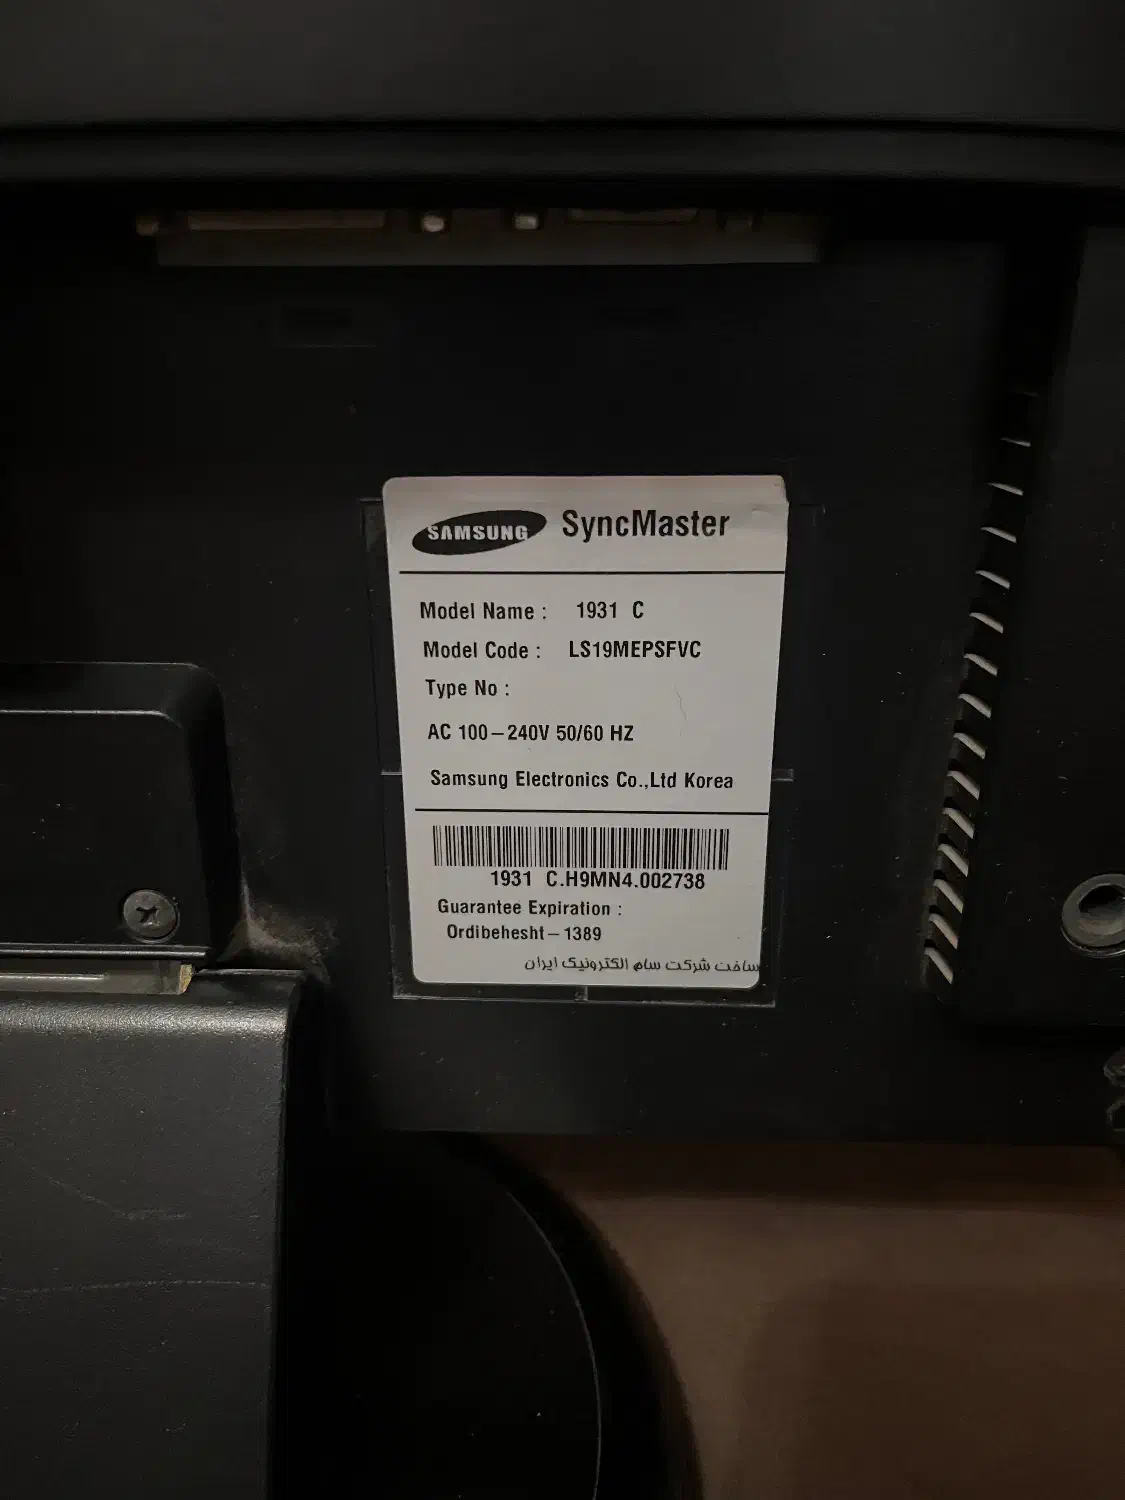 SAMSUNG SyncMaster
Model Name : 1931 C
Model Code : LS19MEPSFVC
Type No :
AC 100-240V 50/60 HZ
Samsung Electronics Co.,Ltd Korea
1931 C.H9MN4.002738
Guarantee Expiration :
Ordibehesht-1389
ساخت شرکت سام الکترونیک ایران